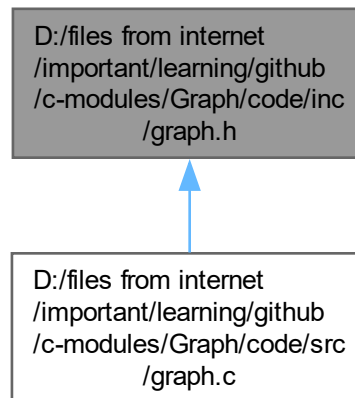 D:/files from internet
/important/learning/github
/c-modules/Graph/code/inc
/graph.h
D:/files from internet
/important/learning/github
/c-modules/Graph/code/src
/graph.c